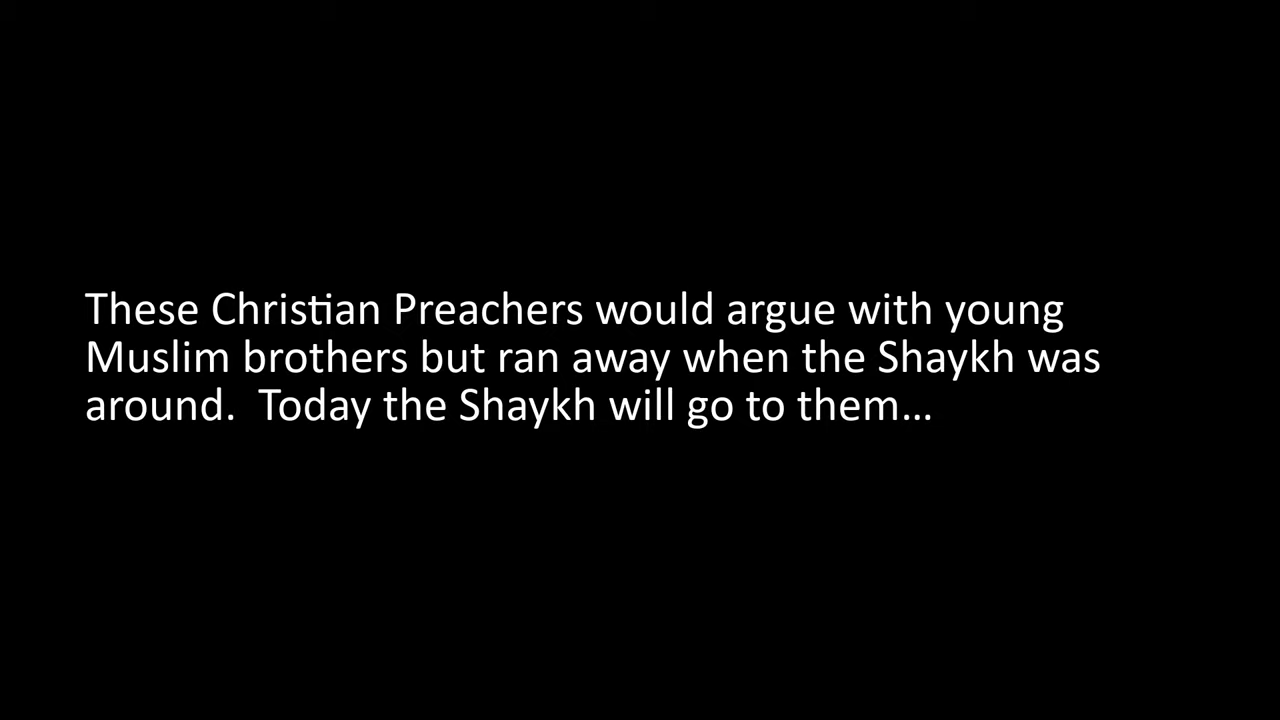 These Christian Preachers would argue with young
Muslim brothers but ran away when the Shaykh was
around.  Today the Shaykh will go to them…